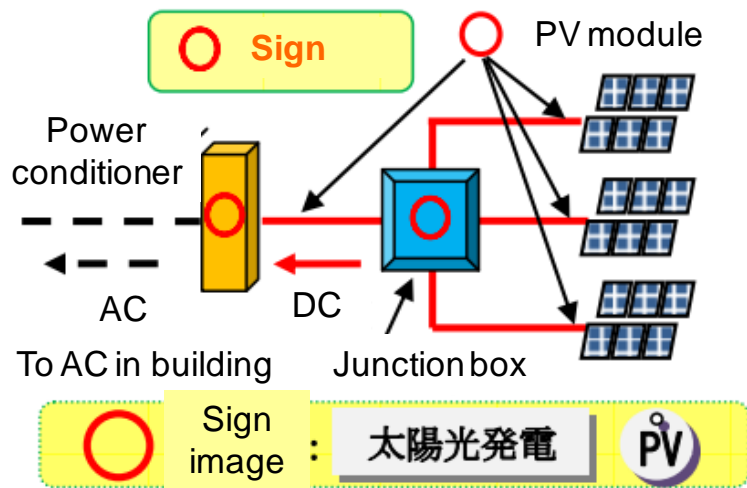 Sign
PV module
Power
conditioner
AC
DC
To AC in building
Junction box
Sign
image
:
太陽光発電
PV